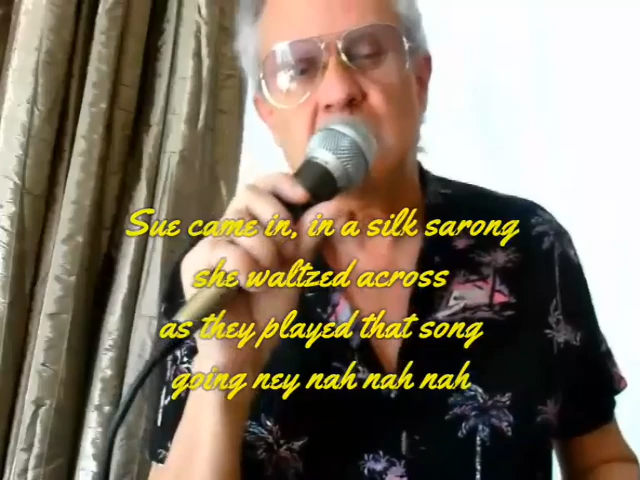 Sue came in, in a silk sarong
she waltzed across
as they played that song
going ney nah nah nah